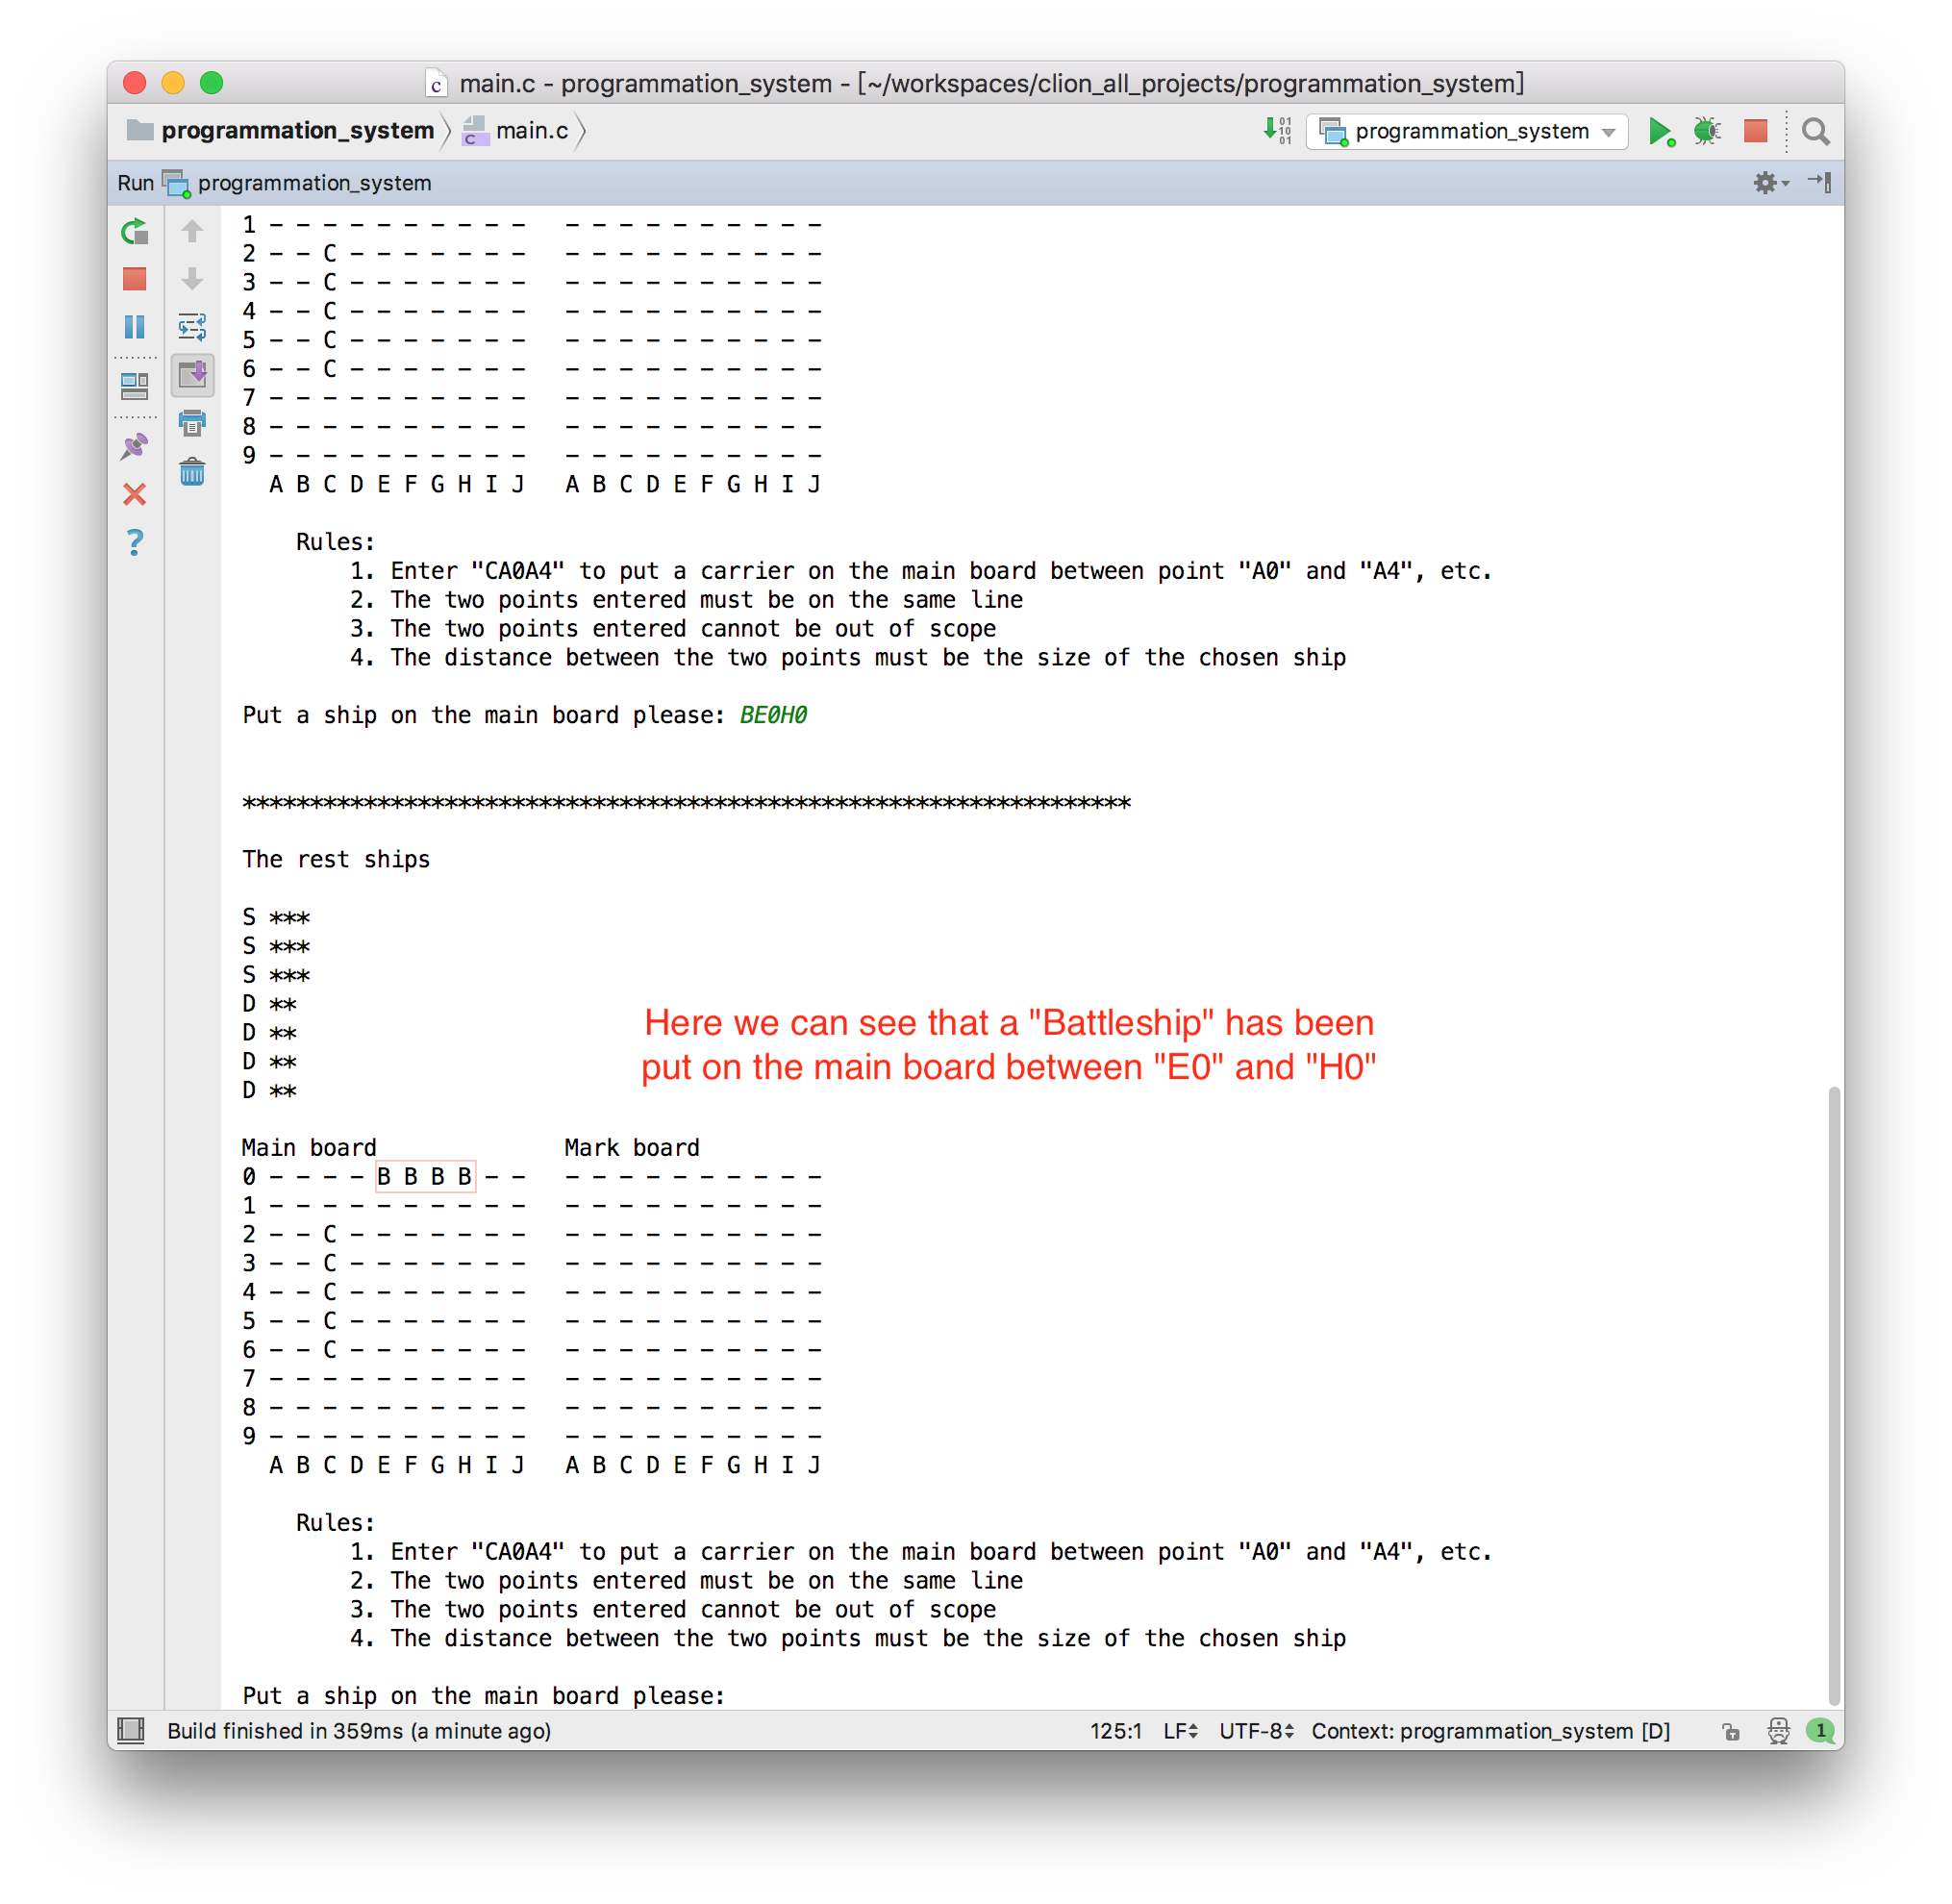 main.c - programmation_system - [~/workspaces/clion_all_projects/programmation_system]
programmation_system main.c programmation_system
Run programmation_system
1 - - - - - - - - - -   - - - - - - - - - -
2 - - C - - - - - - -   - - - - - - - - - -
3 - - C - - - - - - -   - - - - - - - - - -
4 - - C - - - - - - -   - - - - - - - - - -
5 - - C - - - - - - -   - - - - - - - - - -
6 - - C - - - - - - -   - - - - - - - - - -
7 - - - - - - - - - -   - - - - - - - - - -
8 - - - - - - - - - -   - - - - - - - - - -
9 - - - - - - - - - -   - - - - - - - - - -
  A B C D E F G H I J   A B C D E F G H I J
Rules:
1. Enter "CA0A4" to put a carrier on the main board between point "A0" and "A4", etc.
2. The two points entered must be on the same line
3. The two points entered cannot be out of scope
4. The distance between the two points must be the size of the chosen ship
Put a ship on the main board please: BE0H0
******************************************************************
The rest ships
S ***
S ***
S ***
D **
D **
D **
D **
Here we can see that a "Battleship" has been
put on the main board between "E0" and "H0"
Main board              Mark board
0 - - - - B B B B - -   - - - - - - - - - -
1 - - - - - - - - - -   - - - - - - - - - -
2 - - C - - - - - - -   - - - - - - - - - -
3 - - C - - - - - - -   - - - - - - - - - -
4 - - C - - - - - - -   - - - - - - - - - -
5 - - C - - - - - - -   - - - - - - - - - -
6 - - C - - - - - - -   - - - - - - - - - -
7 - - - - - - - - - -   - - - - - - - - - -
8 - - - - - - - - - -   - - - - - - - - - -
9 - - - - - - - - - -   - - - - - - - - - -
  A B C D E F G H I J   A B C D E F G H I J
Rules:
1. Enter "CA0A4" to put a carrier on the main board between point "A0" and "A4", etc.
2. The two points entered must be on the same line
3. The two points entered cannot be out of scope
4. The distance between the two points must be the size of the chosen ship
Put a ship on the main board please:
Build finished in 359ms (a minute ago) 125:1 LF UTF-8 Context: programmation_system [D] 1